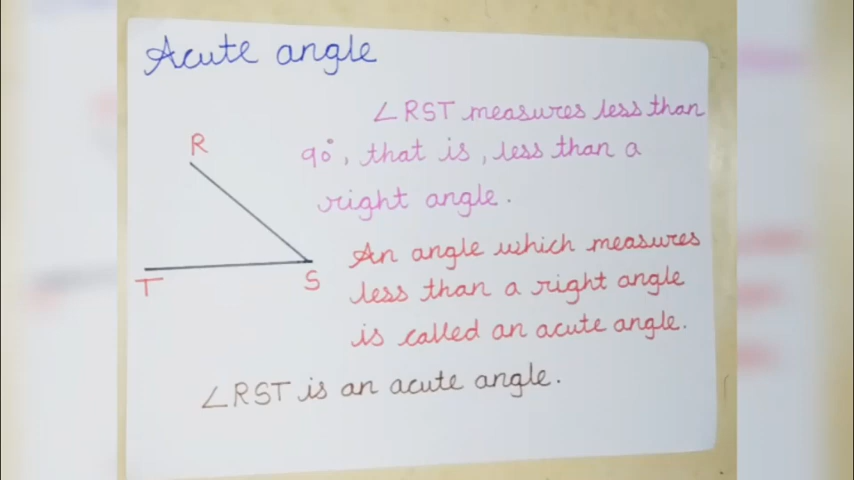 Acute angle
∠RST measures less than
90°, that is, less than a
right angle.
R
T
S
An angle which measures
less than a right angle
is called an acute angle.
∠RST is an acute angle.